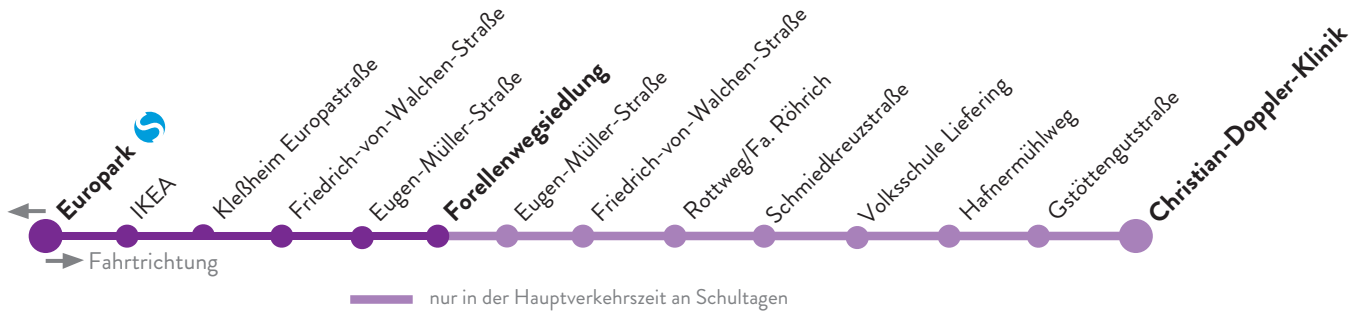 Europark
IKEA
Kleßheim Europastraße
Friedrich-von-Walchen-Straße
Eugen-Müller-Straße
Forellenwegsiedlung
Eugen-Müller-Straße
Friedrich-von-Walchen-Straße
Rottweg/Fa. Röhrich
Schmiedkreuzstraße
Volksschule Liefering
Hafnermühlweg
Gstöttengutstraße
Christian-Doppler-Klinik
Fahrtrichtung
nur in der Hauptverkehrszeit an Schultagen